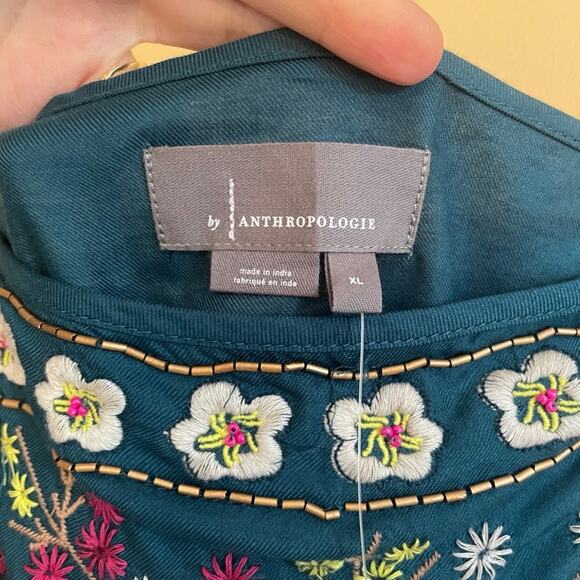 by ANTHROPOLOGIE
made in India
fabriqué en inde
XL